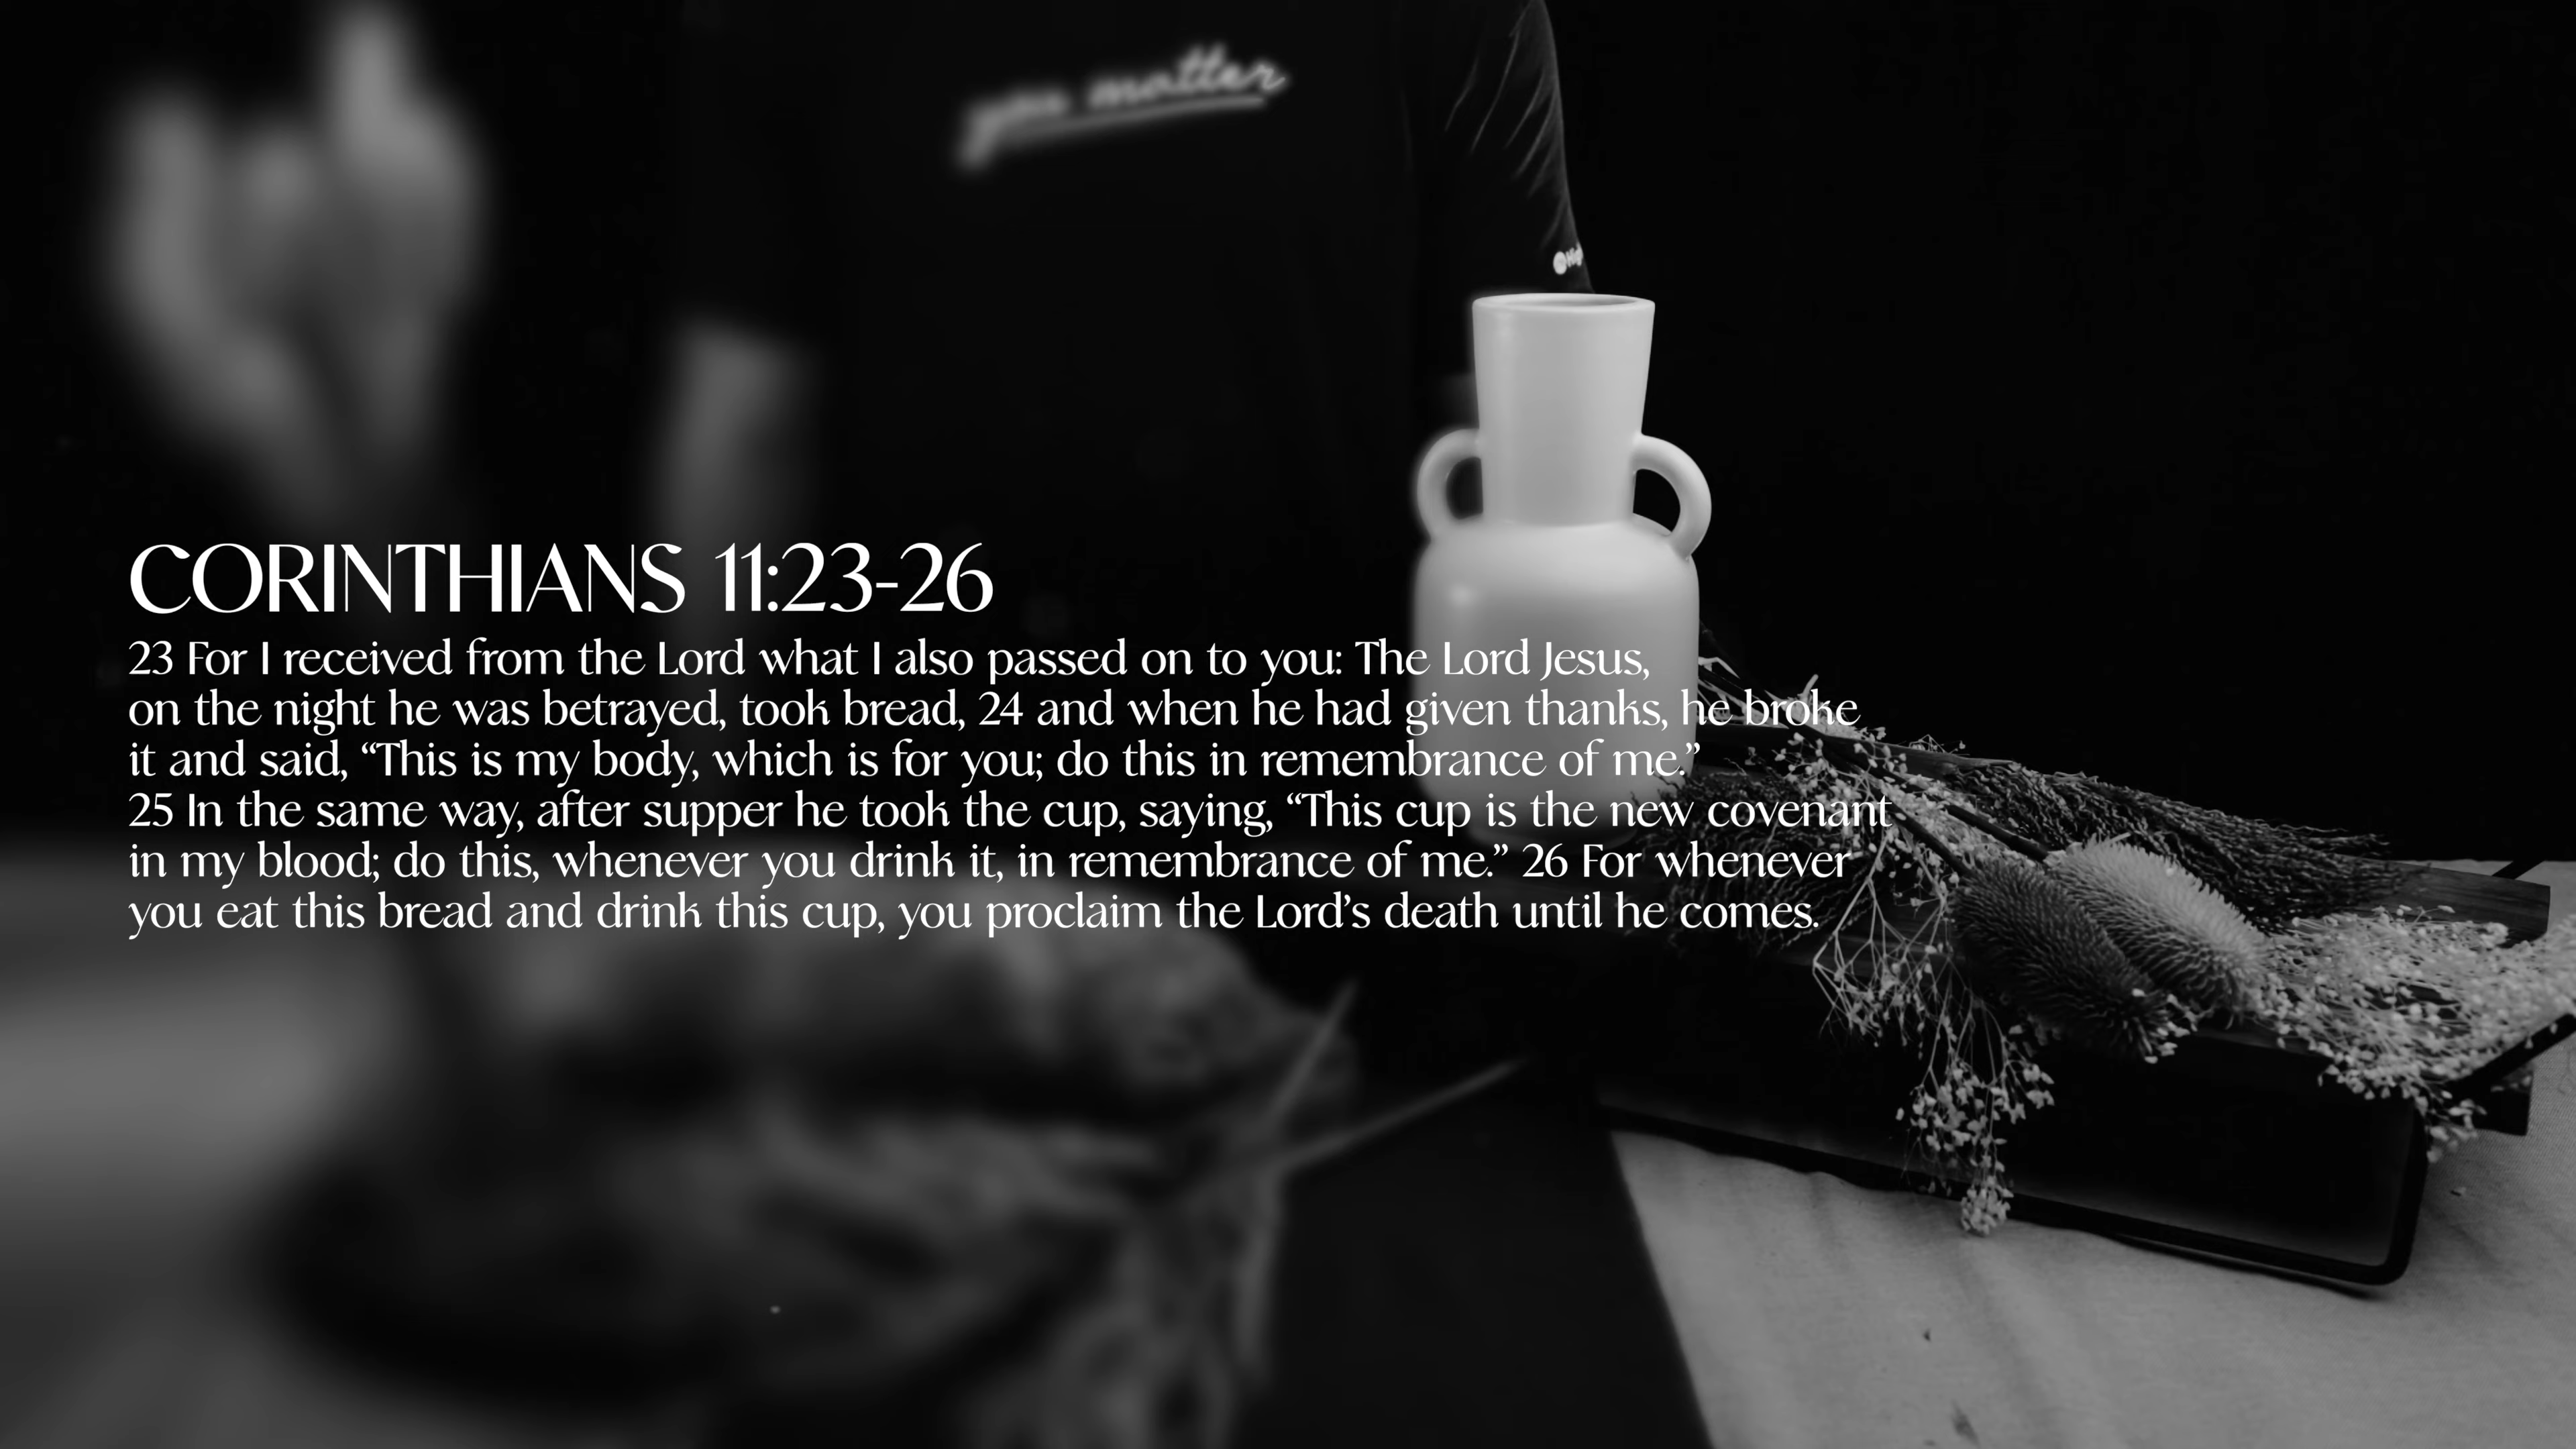 you matter
CORINTHIANS 11:23-26
23 For I received from the Lord what I also passed on to you: The Lord Jesus,
on the night he was betrayed, took bread, 24 and when he had given thanks, he broke
it and said, “This is my body, which is for you; do this in remembrance of me.”
25 In the same way, after supper he took the cup, saying, “This cup is the new covenant
in my blood; do this, whenever you drink it, in remembrance of me.” 26 For whenever
you eat this bread and drink this cup, you proclaim the Lord’s death until he comes.